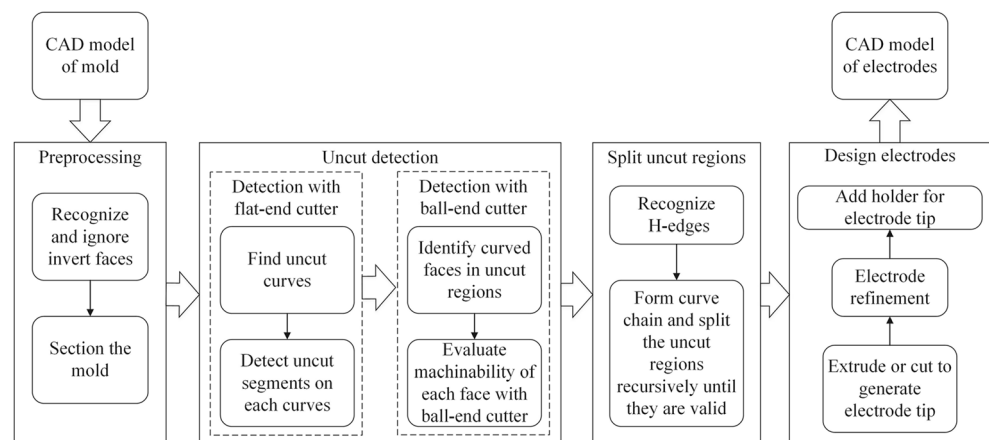 CAD model
of mold
Preprocessing
Recognize
and ignore
invert faces
Section the
mold
Uncut detection
Detection with
flat-end cutter
Find uncut
curves
Detect uncut
segments on
each curves
Detection with
ball-end cutter
Identify curved
faces in uncut
regions
Evaluate
machinability of
each face with
ball-end cutter
Split uncut regions
Recognize
H-edges
Form curve
chain and split
the uncut
regions
recursively until
they are valid
CAD model
of electrodes
Design electrodes
Add holder for
electrode tip
Electrode
refinement
Extrude or cut to
generate
electrode tip